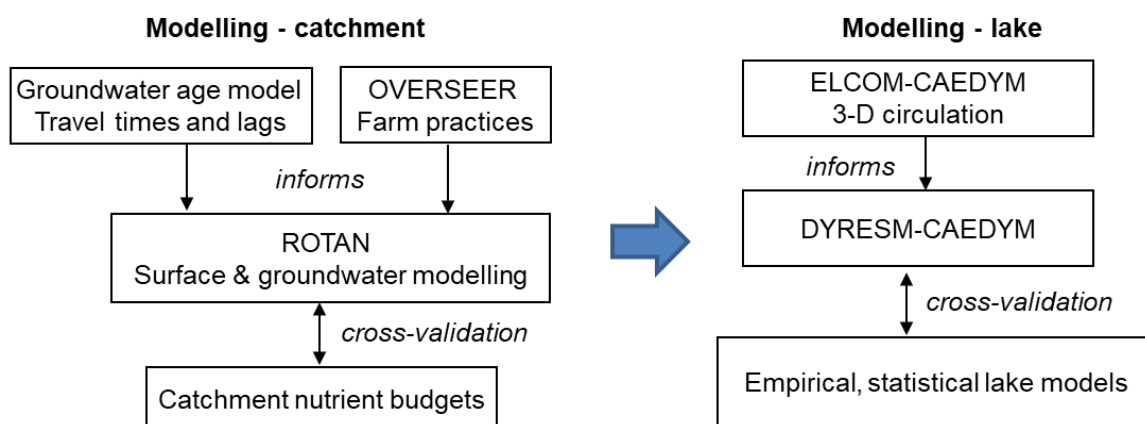 Modelling - catchment
Groundwater age model
Travel times and lags
OVERSEER
Farm practices
informs
ROTAN
Surface & groundwater modelling
cross-validation
Catchment nutrient budgets
Modelling - lake
ELCOM-CAEDYM
3-D circulation
informs
DYRESM-CAEDYM
cross-validation
Empirical, statistical lake models